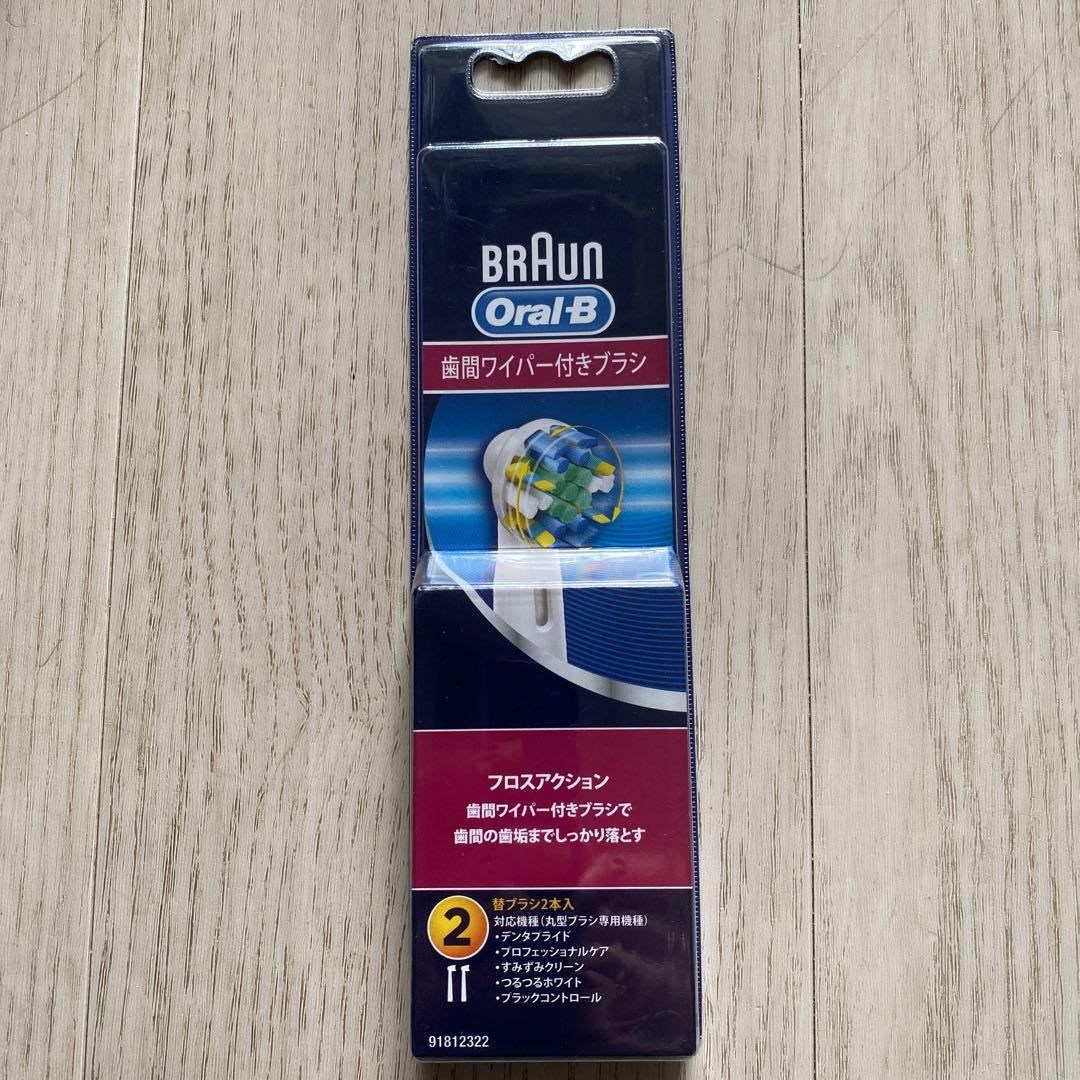 BRAUN
Oral-B
歯間ワイパー付きブラシ
フロスアクション
歯間ワイパー付きブラシで
歯間の歯垢までしっかり落とす
2
替ブラシ2本入
対応機種(丸型ブラシ専用機種)
・デンタプライド
・プロフェッショナルケア
・すみずみクリーン
・つるつるホワイト
・プラックコントロール
91812322